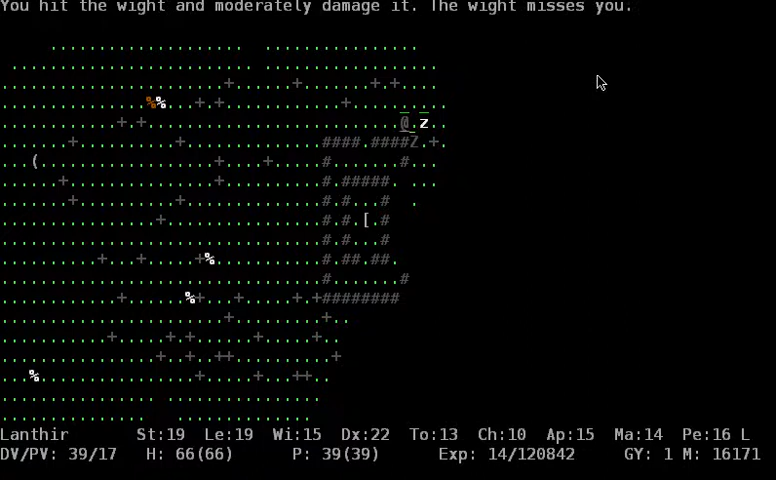 You hit the wight and moderately damage it. The wight misses you.
Lanthir St:19 Le:19 Wi:15 Dx:22 To:13 Ch:10 Ap:15 Ma:14 Pe:16 L
DV/PV: 39/17 H: 66(66) P: 39(39) Exp: 14/120842 GY: 1 M: 16171